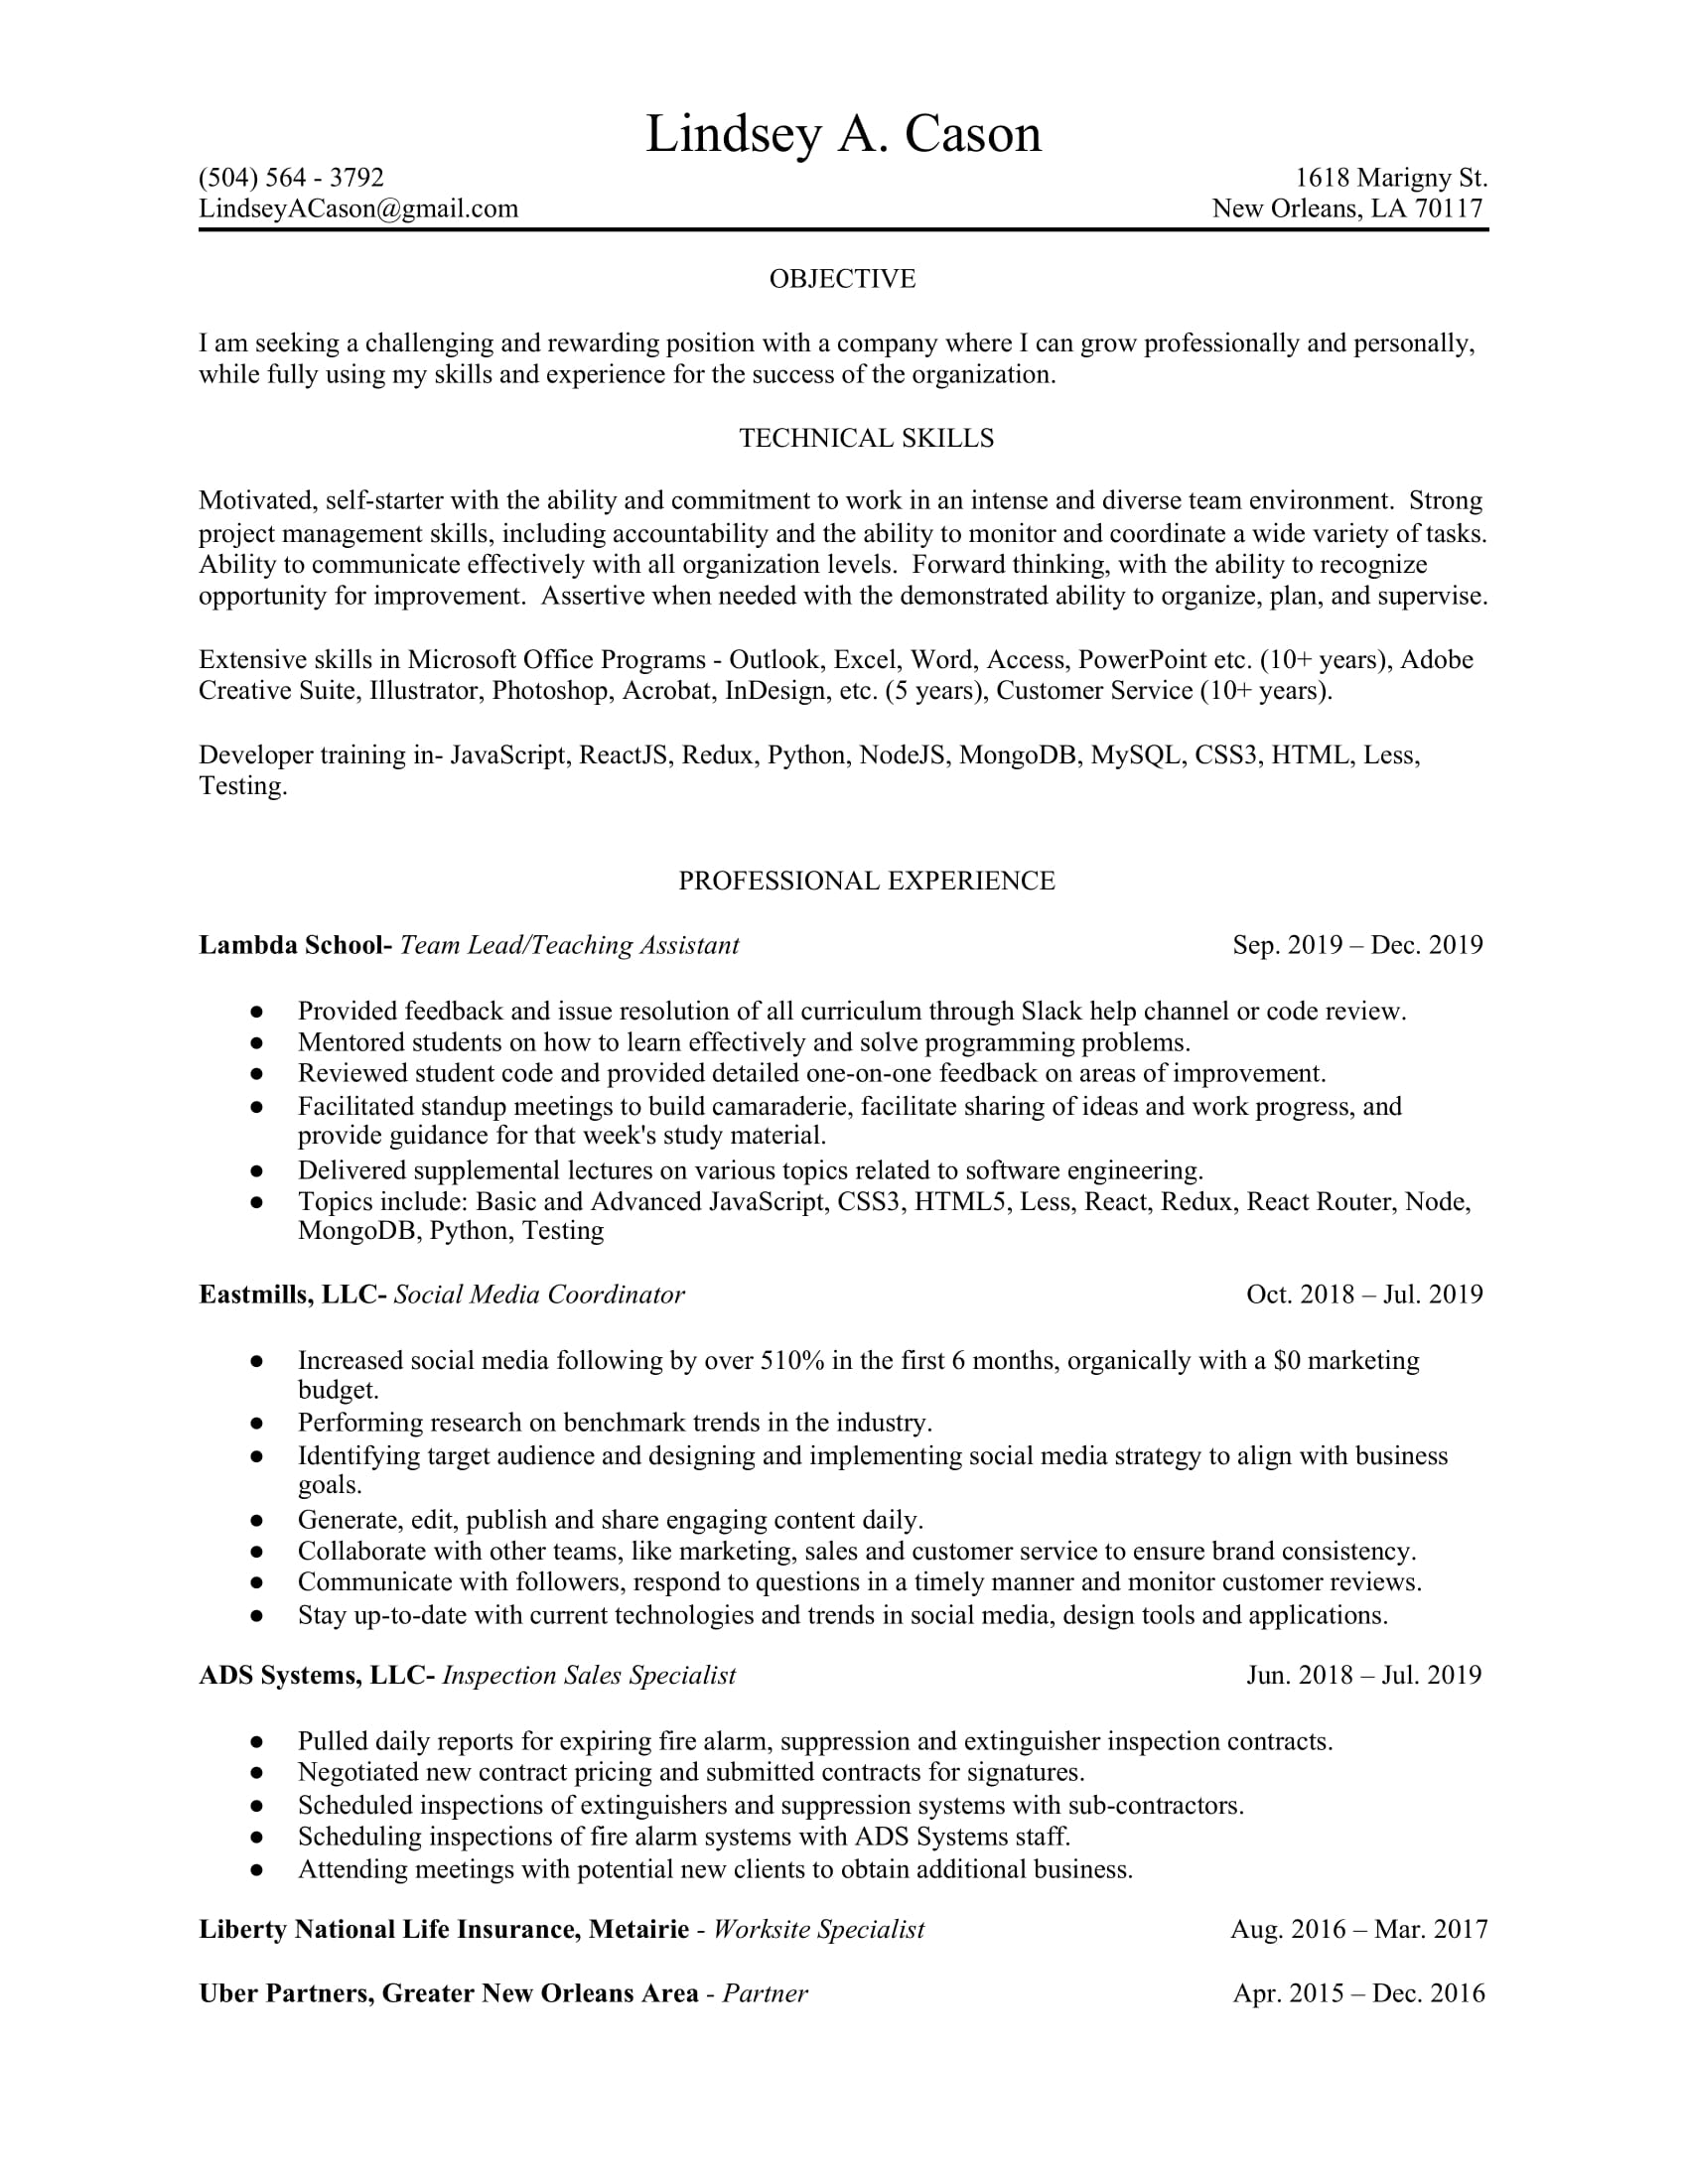 Lindsey A. Cason
(504) 564 - 3792 1618 Marigny St.
LindseyACason@gmail.com New Orleans, LA 70117
OBJECTIVE
I am seeking a challenging and rewarding position with a company where I can grow professionally and personally,
while fully using my skills and experience for the success of the organization.
TECHNICAL SKILLS
Motivated, self-starter with the ability and commitment to work in an intense and diverse team environment.  Strong
project management skills, including accountability and the ability to monitor and coordinate a wide variety of tasks.
Ability to communicate effectively with all organization levels.  Forward thinking, with the ability to recognize
opportunity for improvement.  Assertive when needed with the demonstrated ability to organize, plan, and supervise.
Extensive skills in Microsoft Office Programs - Outlook, Excel, Word, Access, PowerPoint etc. (10+ years), Adobe
Creative Suite, Illustrator, Photoshop, Acrobat, InDesign, etc. (5 years), Customer Service (10+ years).
Developer training in- JavaScript, ReactJS, Redux, Python, NodeJS, MongoDB, MySQL, CSS3, HTML, Less,
Testing.
PROFESSIONAL EXPERIENCE
Lambda School- Team Lead/Teaching Assistant Sep. 2019 – Dec. 2019
● Provided feedback and issue resolution of all curriculum through Slack help channel or code review.
● Mentored students on how to learn effectively and solve programming problems.
● Reviewed student code and provided detailed one-on-one feedback on areas of improvement.
● Facilitated standup meetings to build camaraderie, facilitate sharing of ideas and work progress, and
provide guidance for that week's study material.
● Delivered supplemental lectures on various topics related to software engineering.
● Topics include: Basic and Advanced JavaScript, CSS3, HTML5, Less, React, Redux, React Router, Node,
MongoDB, Python, Testing
Eastmills, LLC- Social Media Coordinator Oct. 2018 – Jul. 2019
● Increased social media following by over 510% in the first 6 months, organically with a $0 marketing
budget.
● Performing research on benchmark trends in the industry.
● Identifying target audience and designing and implementing social media strategy to align with business
goals.
● Generate, edit, publish and share engaging content daily.
● Collaborate with other teams, like marketing, sales and customer service to ensure brand consistency.
● Communicate with followers, respond to questions in a timely manner and monitor customer reviews.
● Stay up-to-date with current technologies and trends in social media, design tools and applications.
ADS Systems, LLC- Inspection Sales Specialist Jun. 2018 – Jul. 2019
● Pulled daily reports for expiring fire alarm, suppression and extinguisher inspection contracts.
● Negotiated new contract pricing and submitted contracts for signatures.
● Scheduled inspections of extinguishers and suppression systems with sub-contractors.
● Scheduling inspections of fire alarm systems with ADS Systems staff.
● Attending meetings with potential new clients to obtain additional business.
Liberty National Life Insurance, Metairie - Worksite Specialist Aug. 2016 – Mar. 2017
Uber Partners, Greater New Orleans Area - Partner Apr. 2015 – Dec. 2016